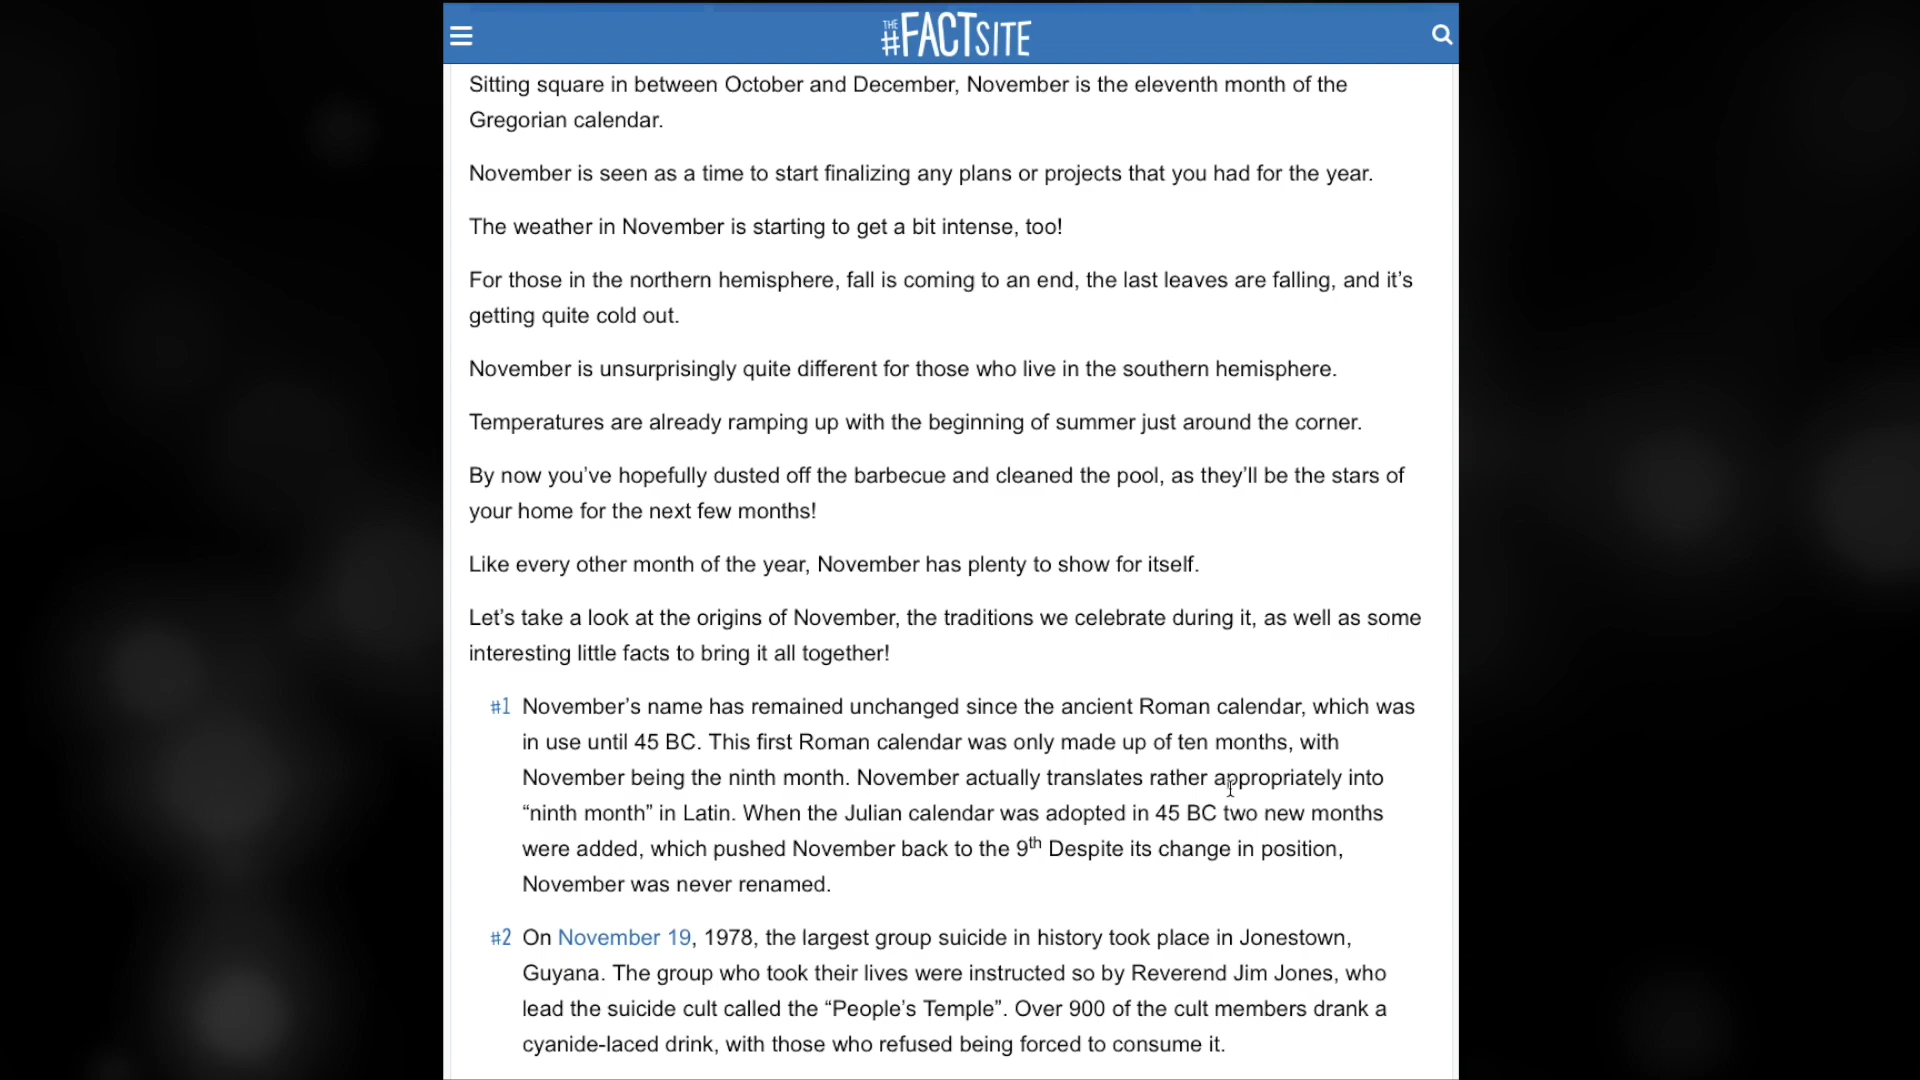 THE #FACTSITE
Sitting square in between October and December, November is the eleventh month of the
Gregorian calendar.
November is seen as a time to start finalizing any plans or projects that you had for the year.
The weather in November is starting to get a bit intense, too!
For those in the northern hemisphere, fall is coming to an end, the last leaves are falling, and it’s
getting quite cold out.
November is unsurprisingly quite different for those who live in the southern hemisphere.
Temperatures are already ramping up with the beginning of summer just around the corner.
By now you’ve hopefully dusted off the barbecue and cleaned the pool, as they’ll be the stars of
your home for the next few months!
Like every other month of the year, November has plenty to show for itself.
Let’s take a look at the origins of November, the traditions we celebrate during it, as well as some
interesting little facts to bring it all together!
#1 November’s name has remained unchanged since the ancient Roman calendar, which was
in use until 45 BC. This first Roman calendar was only made up of ten months, with
November being the ninth month. November actually translates rather appropriately into
“ninth month” in Latin. When the Julian calendar was adopted in 45 BC two new months
were added, which pushed November back to the 9th Despite its change in position,
November was never renamed.
#2 On November 19, 1978, the largest group suicide in history took place in Jonestown,
Guyana. The group who took their lives were instructed so by Reverend Jim Jones, who
lead the suicide cult called the “People’s Temple”. Over 900 of the cult members drank a
cyanide-laced drink, with those who refused being forced to consume it.